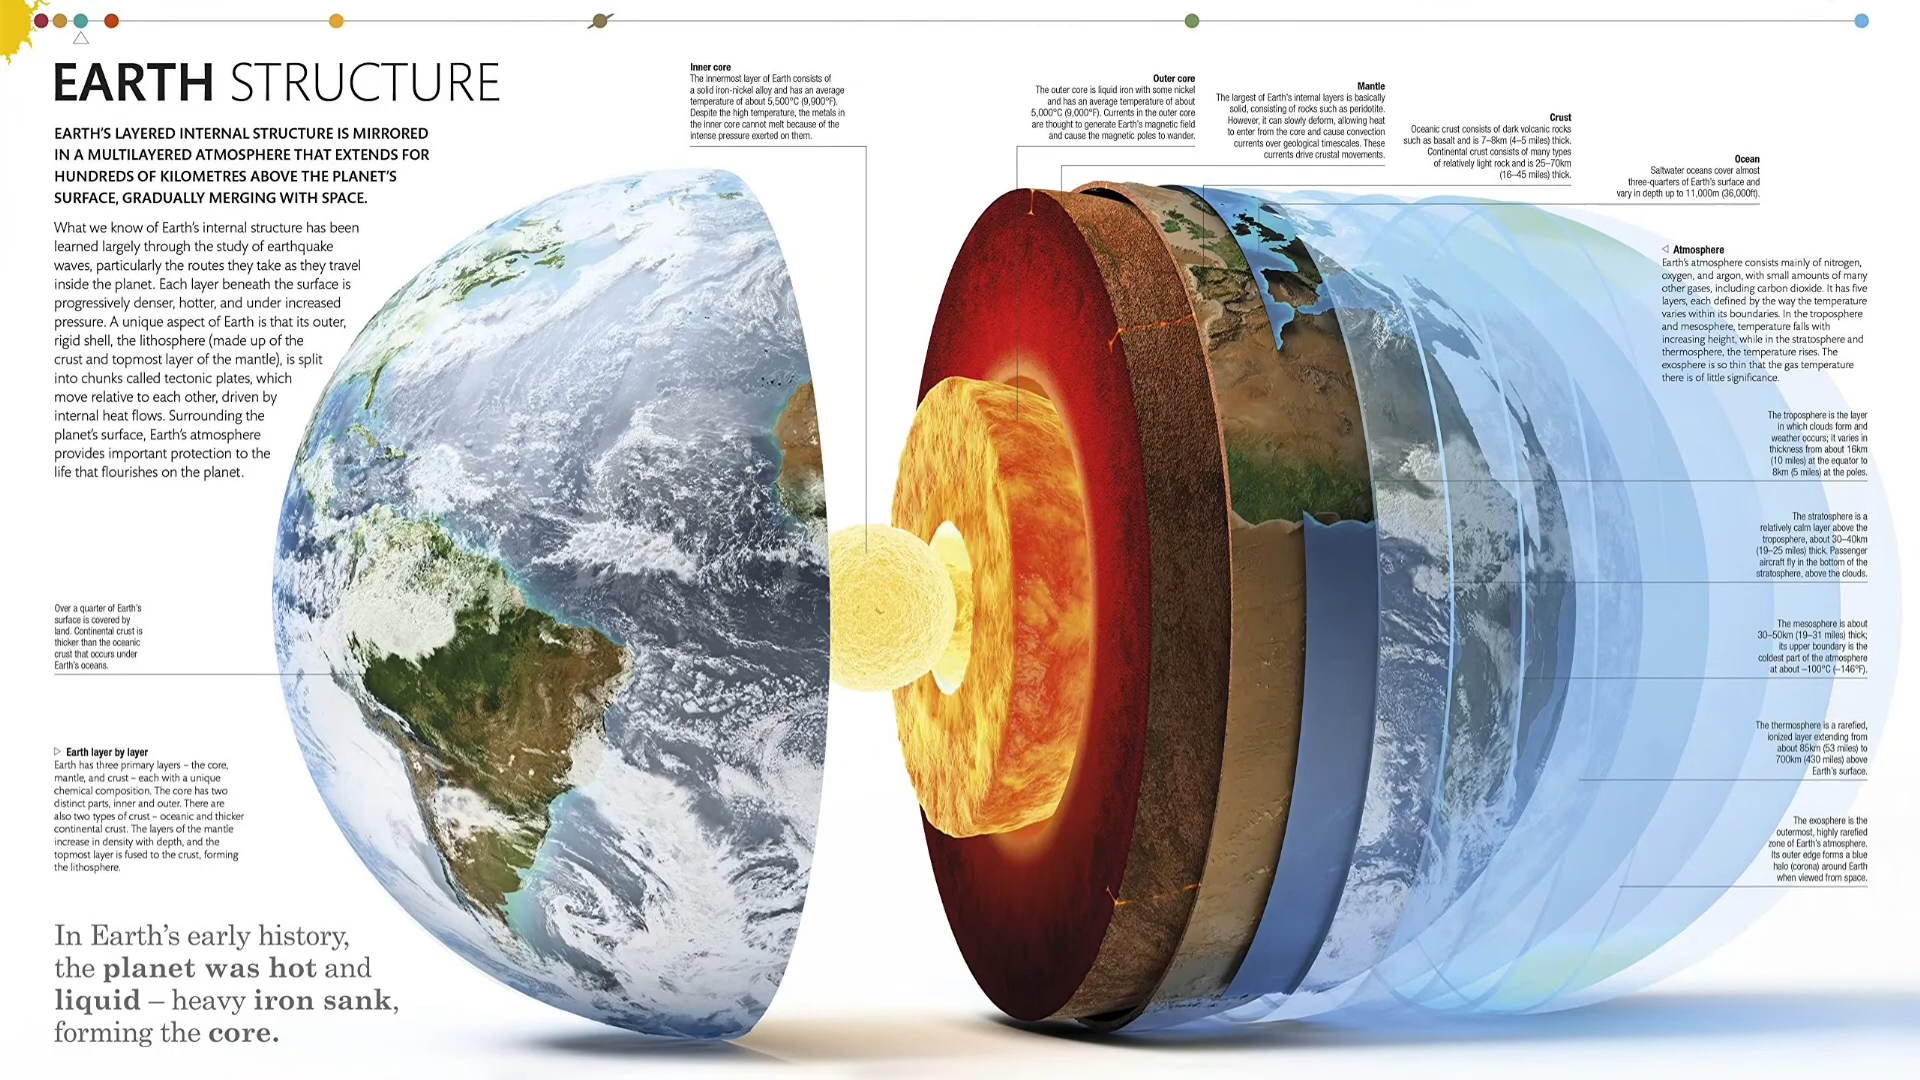 EARTH STRUCTURE
EARTH'S LAYERED INTERNAL STRUCTURE IS MIRRORED
IN A MULTILAYERED ATMOSPHERE THAT EXTENDS FOR
HUNDREDS OF KILOMETRES ABOVE THE PLANET'S
SURFACE, GRADUALLY MERGING WITH SPACE.
What we know of Earth's internal structure has been
learned largely through the study of earthquake
waves, particularly the routes they take as they travel
inside the planet. Each layer beneath the surface is
progressively denser, hotter, and under increased
pressure. A unique aspect of Earth is that its outer,
rigid shell, the lithosphere (made up of the
crust and topmost layer of the mantle), is split
into chunks called tectonic plates, which
move relative to each other, driven by
internal heat flows. Surrounding the
planet's surface, Earth's atmosphere
provides important protection to the
life that flourishes on the planet.
Over a quarter of Earth's
surface is covered by
land. Continental crust is
thicker than the oceanic
crust that occurs under
Earth's oceans.
Earth layer by layer
Earth has three primary layers – the core,
mantle, and crust – each with a unique
chemical composition. The core has two
distinct parts, inner and outer. There are
also two types of crust – oceanic and thicker
continental crust. The layers of the mantle
increase in density with depth, and the
topmost layer is fused to the crust, forming
the lithosphere.
In Earth's early history,
the planet was hot and
liquid – heavy iron sank,
forming the core.
Inner core
The innermost layer of Earth consists of
a solid iron-nickel alloy and has an average
temperature of about 5,500°C (9,900°F).
Despite the high temperature, the metals in
the inner core cannot melt because of the
intense pressure exerted on them.
Outer core
The outer core is liquid iron with some nickel
and has an average temperature of about
5,000°C (9,000°F). Currents in the outer core
are thought to generate Earth's magnetic field
and cause the magnetic poles to wander.
Mantle
The largest of Earth's internal layers is basically
solid, consisting of rocks such as peridotite.
However, it can slowly deform, allowing heat
to enter from the core and cause convection
currents over geological timescales. These
currents drive crustal movements.
Crust
Oceanic crust consists of dark volcanic rocks
such as basalt and is 7–8km (4–5 miles) thick.
Continental crust consists of many types
of relatively light rock and is 25–70km
(16–45 miles) thick.
Ocean
Saltwater oceans cover almost
three-quarters of Earth's surface and
vary in depth up to 11,000m (36,000ft).
Atmosphere
Earth's atmosphere consists mainly of nitrogen,
oxygen, and argon, with small amounts of many
other gases, including carbon dioxide. It has five
layers, each defined by the way the temperature
varies within its boundaries. In the troposphere
and mesosphere, temperature falls with
increasing height, while in the stratosphere and
thermosphere, the temperature rises. The
exosphere is so thin that the gas temperature
there is of little significance.
The troposphere is the layer
in which clouds form and
weather occurs; it varies in
thickness from about 16km
(10 miles) at the equator to
8km (5 miles) at the poles.
The stratosphere is a
relatively calm layer above the
troposphere, about 30–40km
(19–25 miles) thick. Passenger
aircraft fly in the bottom of the
stratosphere, above the clouds.
The mesosphere is about
30–50km (19–31 miles) thick;
its upper boundary is the
coldest part of the atmosphere
at about –100°C (–146°F).
The thermosphere is a rarefied,
ionized layer extending from
about 85km (53 miles) to
700km (430 miles) above
Earth's surface.
The exosphere is the
outermost, highly rarefied
zone of Earth's atmosphere.
Its outer edge forms a blue
halo (corona) around Earth
when viewed from space.